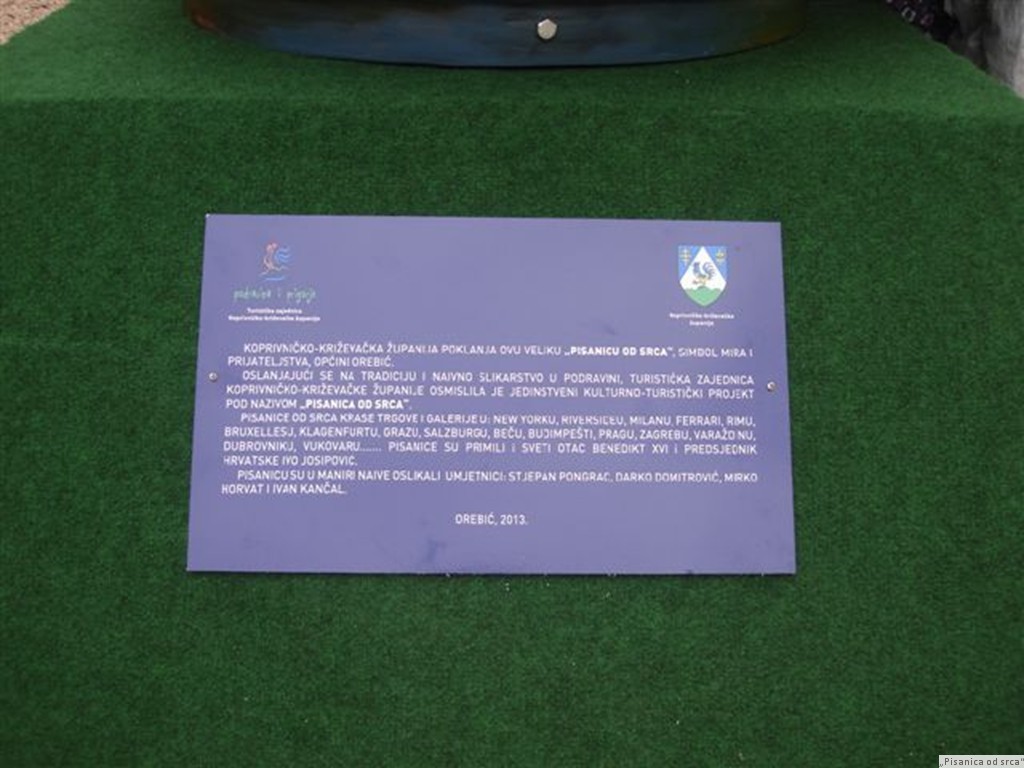 podravina i prigorje
Turistička zajednica
Koprivničko-križevačke županije
Koprivničko-križevačka
županija
KOPRIVNIČKO-KRIŽEVAČKA ŽUPANIJA POKLANJA OVU VELIKU „PISANICU OD SRCA", SIMBOL MIRA I
PRIJATELJSTVA, OPĆINI OREBIĆ.
OSLANJAJUĆI SE NA TRADICIJU I NAIVNO SLIKARSTVO U PODRAVINI, TURISTIČKA ZAJEDNICA
KOPRIVNIČKO-KRIŽEVAČKE ŽUPANIJE OSMISLILA JE JEDINSTVENI KULTURNO-TURISTIČKI PROJEKT
POD NAZIVOM „PISANICA OD SRCA".
PISANICE OD SRCA KRASE TRGOVE I GALERIJE U: NEW YORKU, RIVERSICEU, MILANU, FERRARI, RIMU,
BRUXELLESU, KLAGENFURTU, GRAZU, SALZBURGU, BEČU, BUDIMPEŠTI, PRAGU, ZAGREBU, VARAŽDINU,
DUBROVNIKU, VUKOVARU....... PISANICE SU PRIMILI I SVETI OTAC BENEDIKT XVI I PREDSJEDNIK
HRVATSKE IVO JOSIPOVIĆ.
PISANICU SU U MANIRI NAIVE OSLIKALI UMJETNICI: STJEPAN PONGRAC, DARKO DOMITROVIĆ, MIRKO
HORVAT I IVAN KANČAL.
OREBIĆ, 2013.
„Pisanica od srca"